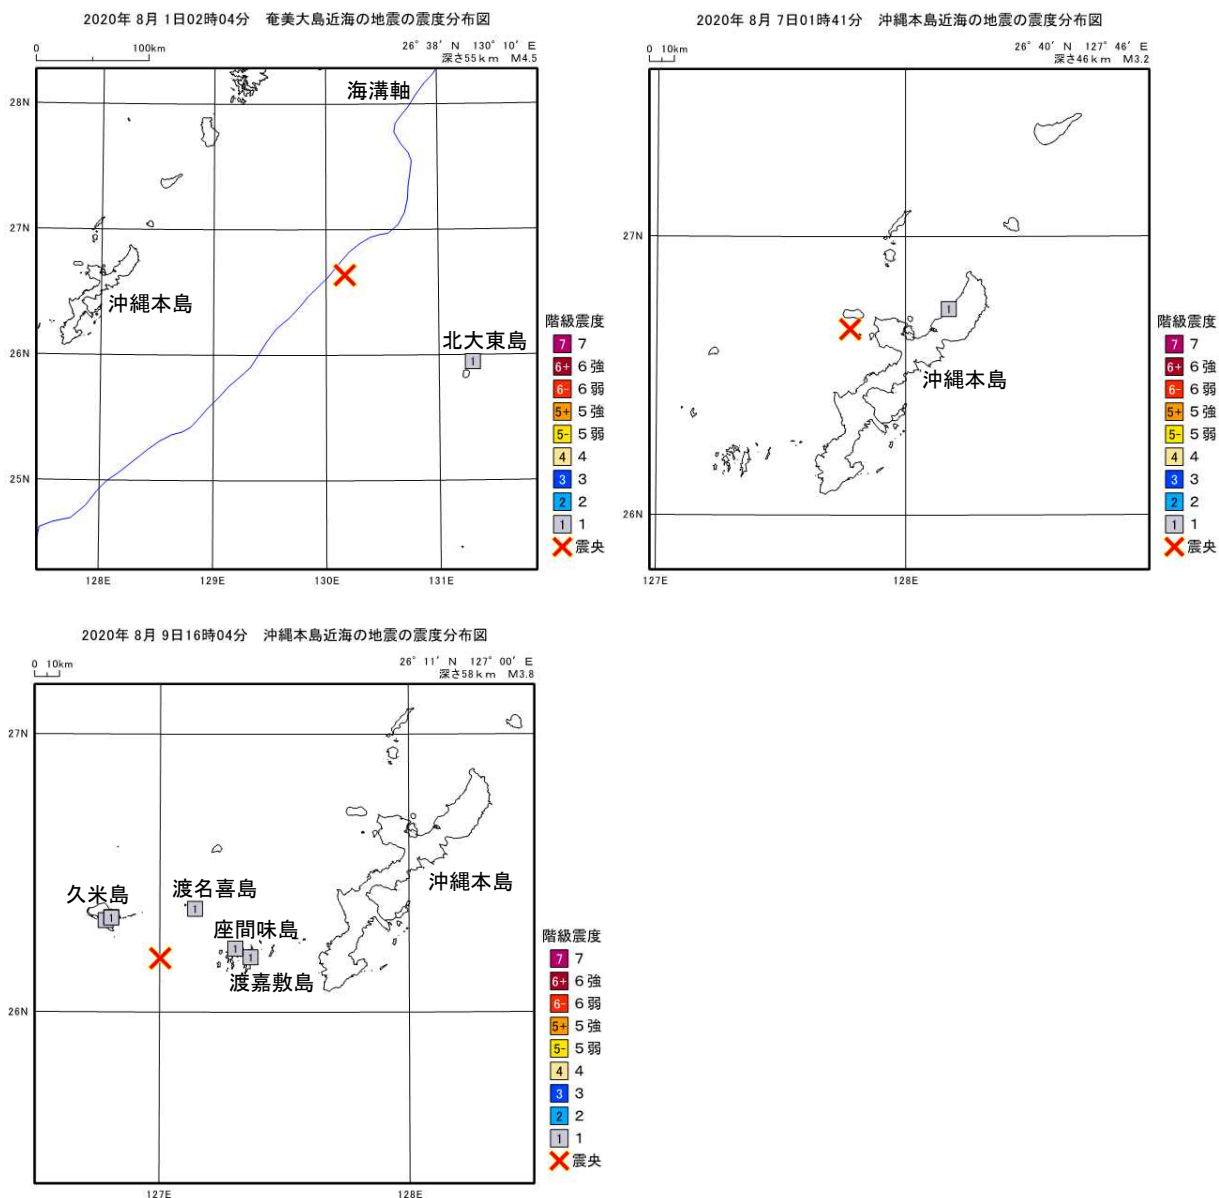 2020年 8月 1日02時04分　奄美大島近海の地震の震度分布図
0 100km
26° 38′ N 130° 10′ E
深さ55km M4.5
海溝軸
28N
27N
沖縄本島
北大東島
26N
25N
128E 129E 130E 131E
階級震度
7 7
6+ 6強
6- 6弱
5+ 5強
5- 5弱
4 4
3 3
2 2
1 1
震央
1
2020年 8月 7日01時41分　沖縄本島近海の地震の震度分布図
0 10km
26° 40′ N 127° 46′ E
深さ46km M3.2
27N
1
沖縄本島
26N
127E 128E
階級震度
7 7
6+ 6強
6- 6弱
5+ 5強
5- 5弱
4 4
3 3
2 2
1 1
震央
2020年 8月 9日16時04分　沖縄本島近海の地震の震度分布図
0 10km
26° 11′ N 127° 00′ E
深さ58km M3.8
27N
久米島
1
渡名喜島
1
座間味島
1
1
渡嘉敷島
沖縄本島
26N
127E 128E
階級震度
7 7
6+ 6強
6- 6弱
5+ 5強
5- 5弱
4 4
3 3
2 2
1 1
震央